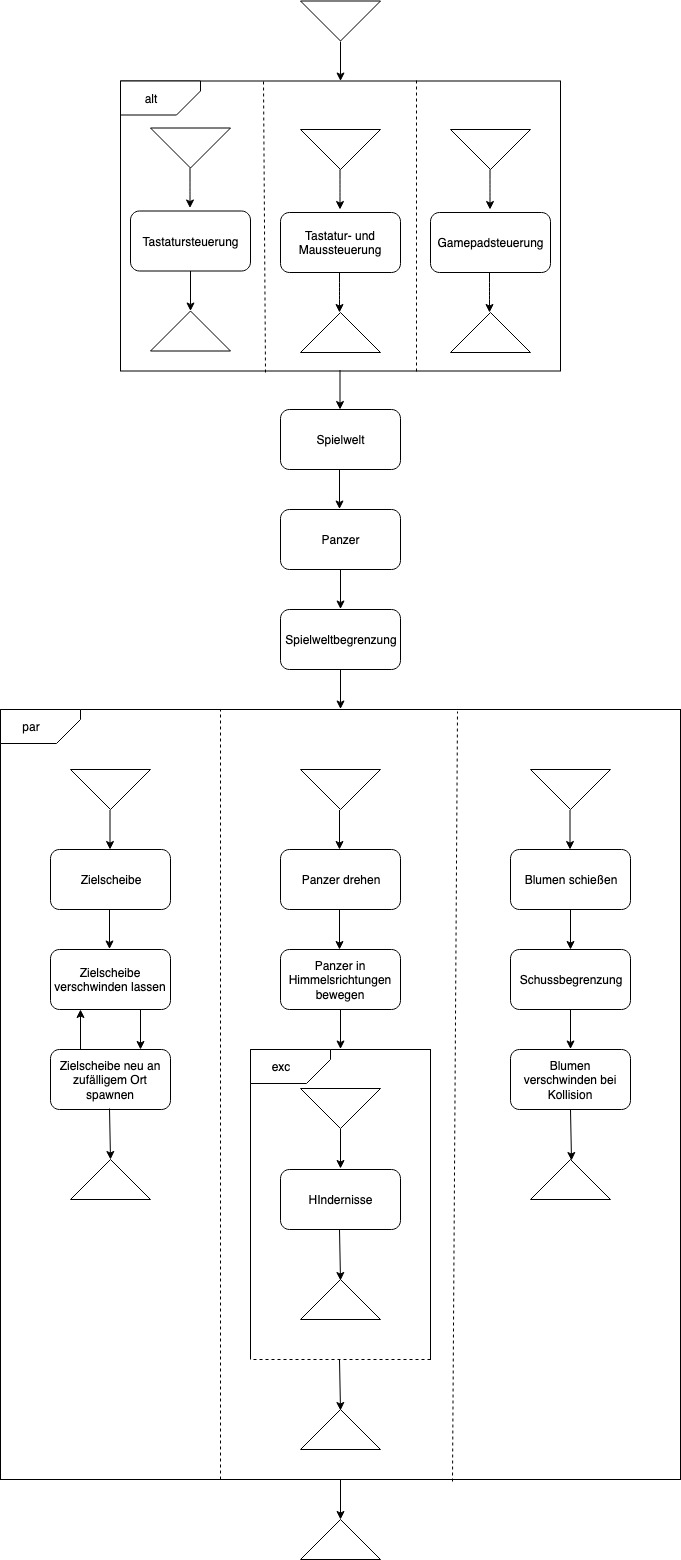 alt
Tastatursteuerung
Tastatur- und
Maussteuerung
Gamepadsteuerung
Spielwelt
Panzer
Spielweltbegrenzung
par
Zielscheibe
Zielscheibe
verschwinden lassen
Zielscheibe neu an
zufälligem Ort
spawnen
Panzer drehen
Panzer in
Himmelsrichtungen
bewegen
exc
HIndernisse
Blumen schießen
Schussbegrenzung
Blumen
verschwinden bei
Kollision